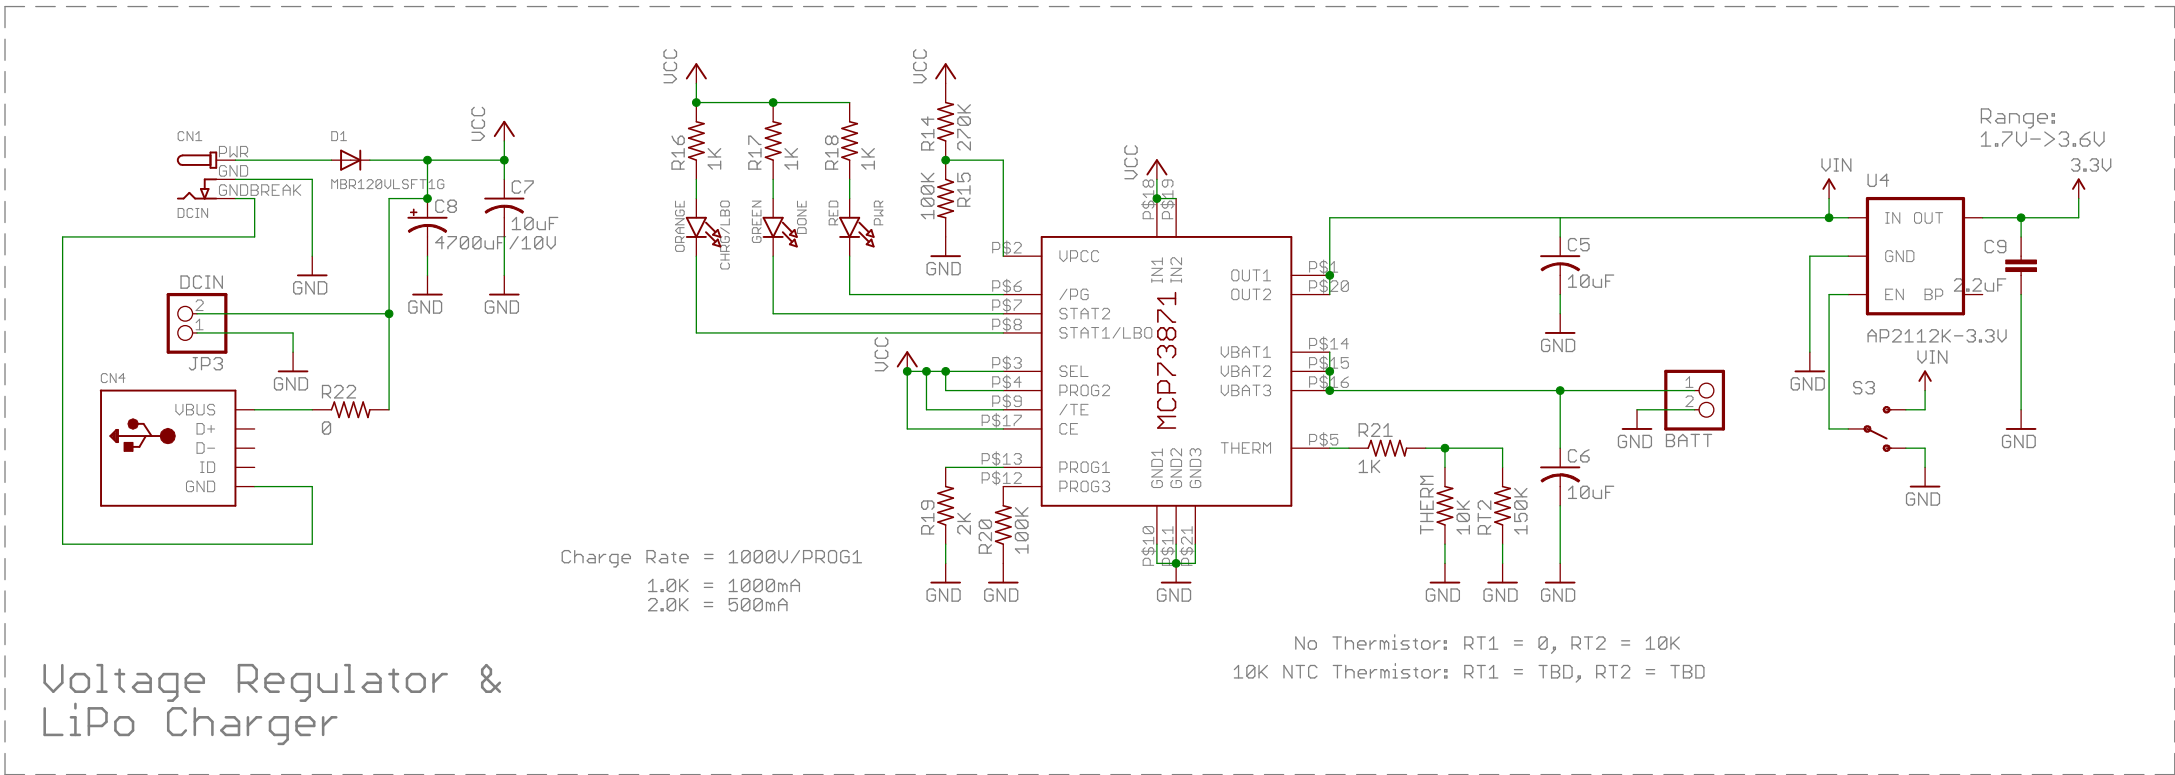 CN1
PWR
GND
GNDBREAK
DCIN
D1
MBR120VLSFT1G
VCC
C7
10uF
C8
4700uF/10V
GND
GND
GND
DCIN
2
1
JP3
GND
CN4
VBUS
D+
D-
ID
GND
R22
0
VCC
R16
1K
R17
1K
R18
1K
ORANGE
CHRG/LBO
GREEN
DONE
RED
PWR
VCC
R14
270K
100K
R15
GND
VCC
P$18
P$19
P$2
P$6
P$7
P$8
VCC
P$3
P$4
P$9
P$17
P$13
P$12
VPCC
/PG
STAT2
STAT1/LBO
SEL
PROG2
/TE
CE
PROG1
PROG3
IN1
IN2
MCP73871
GND1
GND2
GND3
OUT1
OUT2
VBAT1
VBAT2
VBAT3
THERM
P$1
P$20
P$14
P$15
P$16
P$5
P$10
P$11
P$21
GND
R19
2K
R20
100K
GND
GND
Charge Rate = 1000V/PROG1
1.0K = 1000mA
2.0K = 500mA
R21
1K
THERM
10K
RT2
150K
GND
GND
GND
C5
10uF
GND
C6
10uF
1
2
GND
BATT
VIN
U4
IN OUT
GND
EN BP
AP2112K-3.3V
Range:
1.7V->3.6V
3.3V
C9
2.2uF
GND
GND
VIN
S3
GND
No Thermistor: RT1 = 0, RT2 = 10K
10K NTC Thermistor: RT1 = TBD, RT2 = TBD
Voltage Regulator &
LiPo Charger